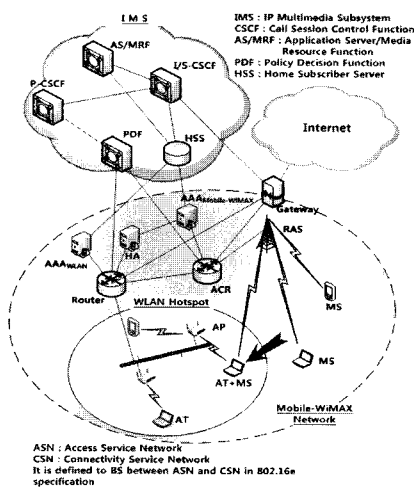 I M S
IMS : IP Multimedia Subsystem
CSCF : Call Session Control Function
AS/MRF : Application Server/Media
Resource Function
PDF : Policy Decision Function
HSS : Home Subscriber Server
AS/MRF
I/S-CSCF
P-CSCF
PDF
HSS
Internet
AAAMobile-WiMAX
Gateway
AAAWLAN
HA
RAS
Router
ACR
WLAN Hotspot
MS
AP
MS
AT+MS
AT
Mobile-WiMAX
Network
ASN : Access Service Network
CSN : Connectivity Service Network
It is defined to BS between ASN and CSN in 802.16e
specification